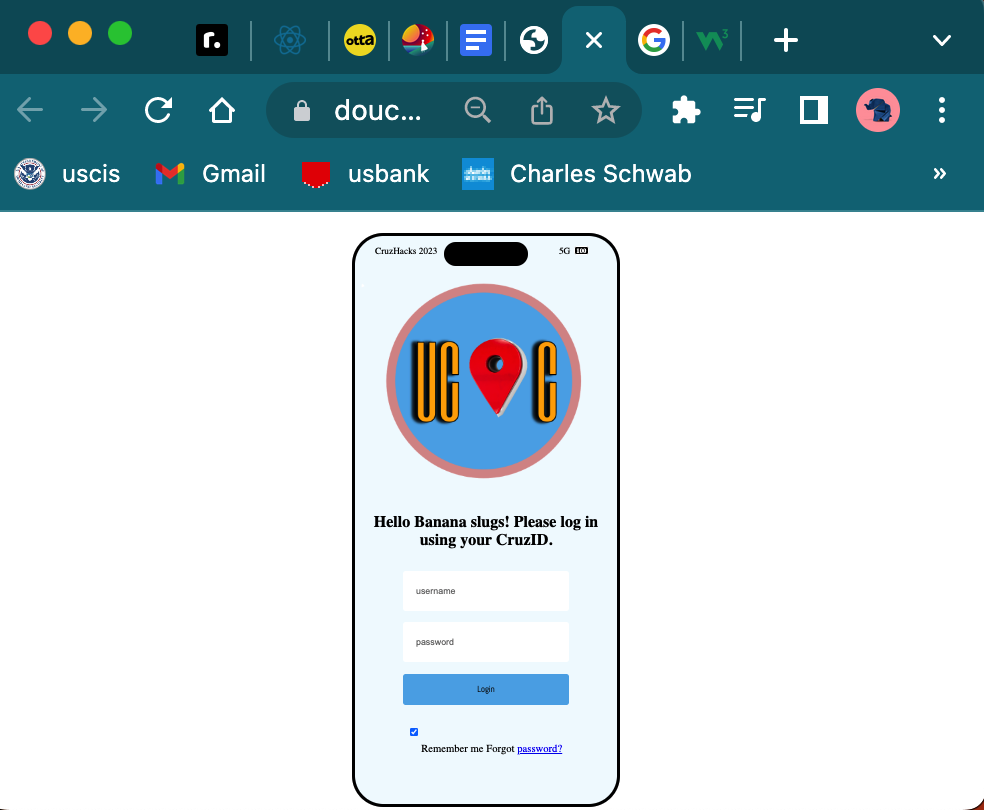 otta
3
douc...
uscis
Gmail
usbank
Charles Schwab
»
CruzHacks 2023
5G 100
UC C
Hello Banana slugs! Please log in
using your CruzID.
username
password
Login
Remember me Forgot password?